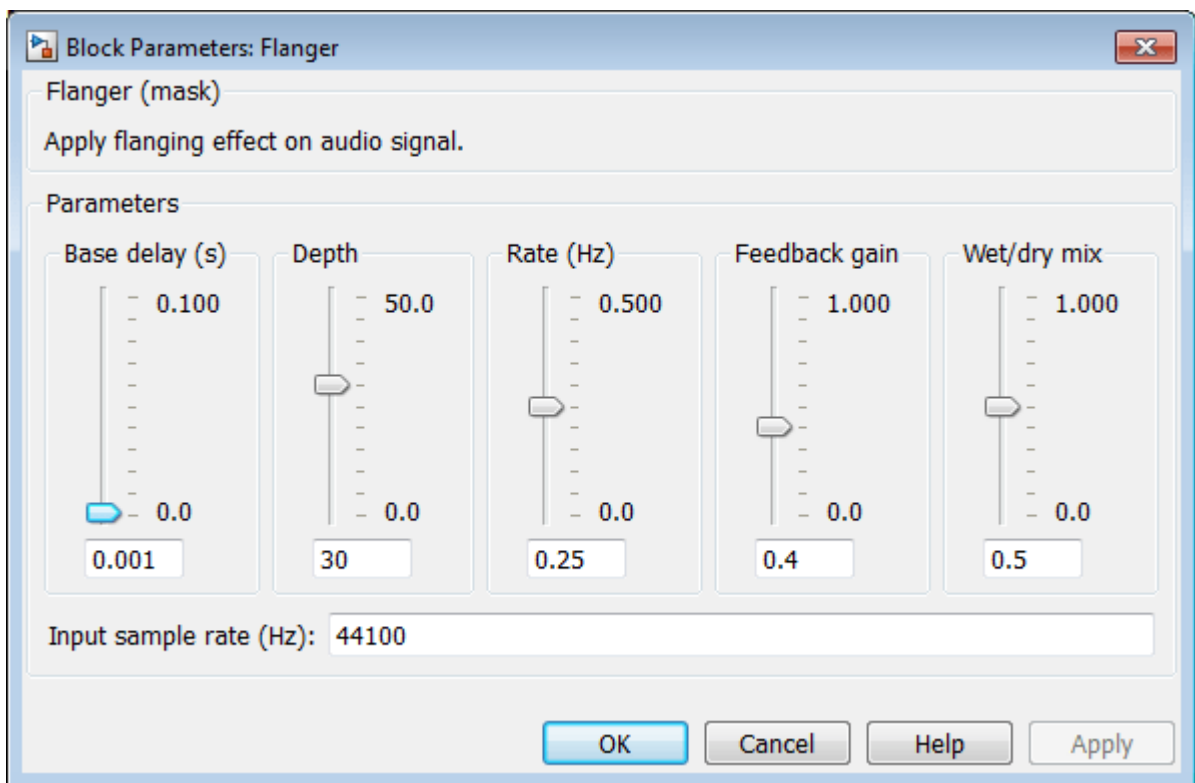 Block Parameters: Flanger
Flanger (mask)
Apply flanging effect on audio signal.
Parameters
Base delay (s) Depth Rate (Hz) Feedback gain Wet/dry mix
0.100 50.0 0.500 1.000 1.000
0.0 0.0 0.0 0.0 0.0
0.001 30 0.25 0.4 0.5
Input sample rate (Hz): 44100
OK Cancel Help Apply